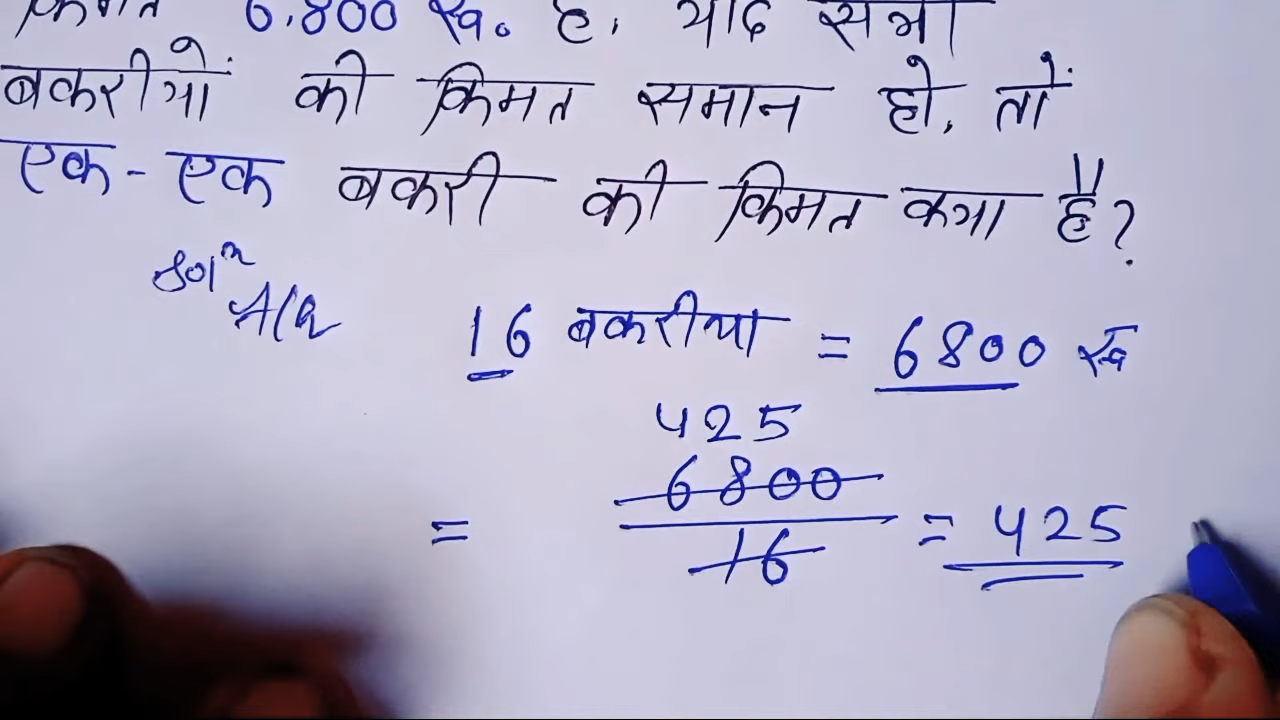 किमत 6,800 रू० है, यदि सभी
बकरीयों की किमत समान हो, तों
एक-एक बकरी की किमत क्या है?
Solⁿ
A/Q
16 बकरीया = 6800 रू
425
= 6800/16 = 425